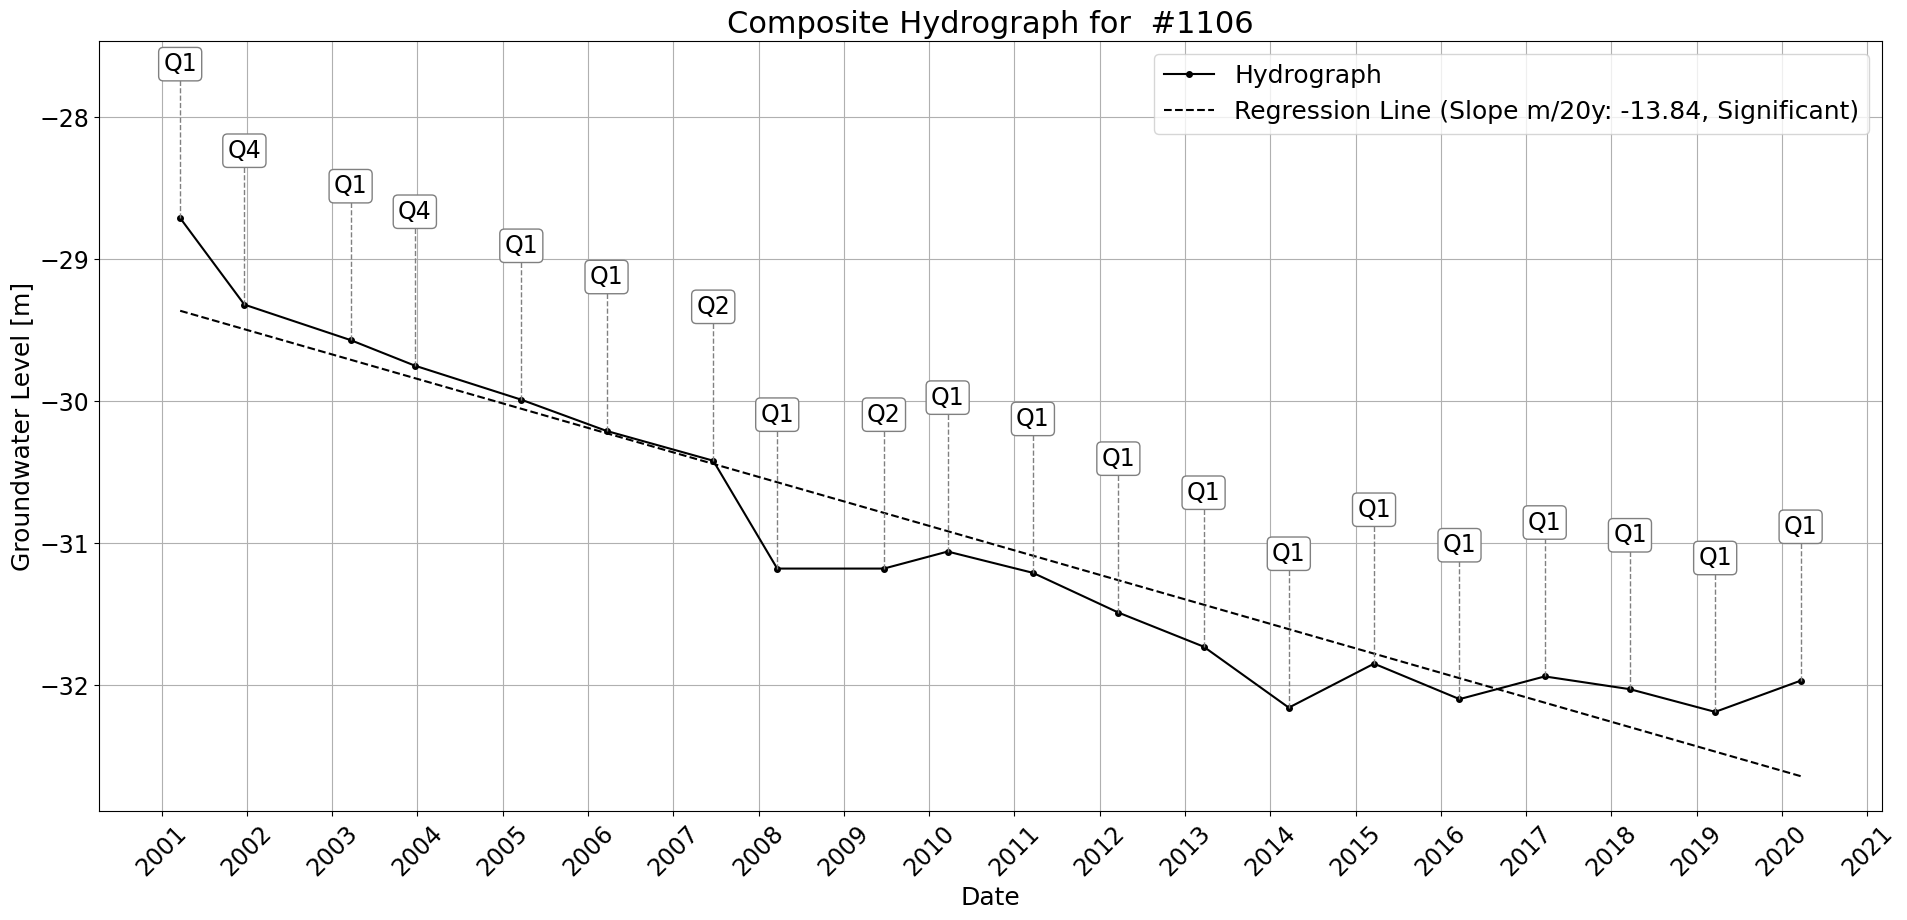 Composite Hydrograph for  #1106
Hydrograph
Regression Line (Slope m/20y: -13.84, Significant)
Q1
Q4
Q1
Q4
Q1
Q1
Q2
Q1
Q2
Q1
Q1
Q1
Q1
Q1
Q1
Q1
Q1
Q1
Q1
Q1
Groundwater Level [m]
−28
−29
−30
−31
−32
2001
2002
2003
2004
2005
2006
2007
2008
2009
2010
2011
2012
2013
2014
2015
2016
2017
2018
2019
2020
2021
Date